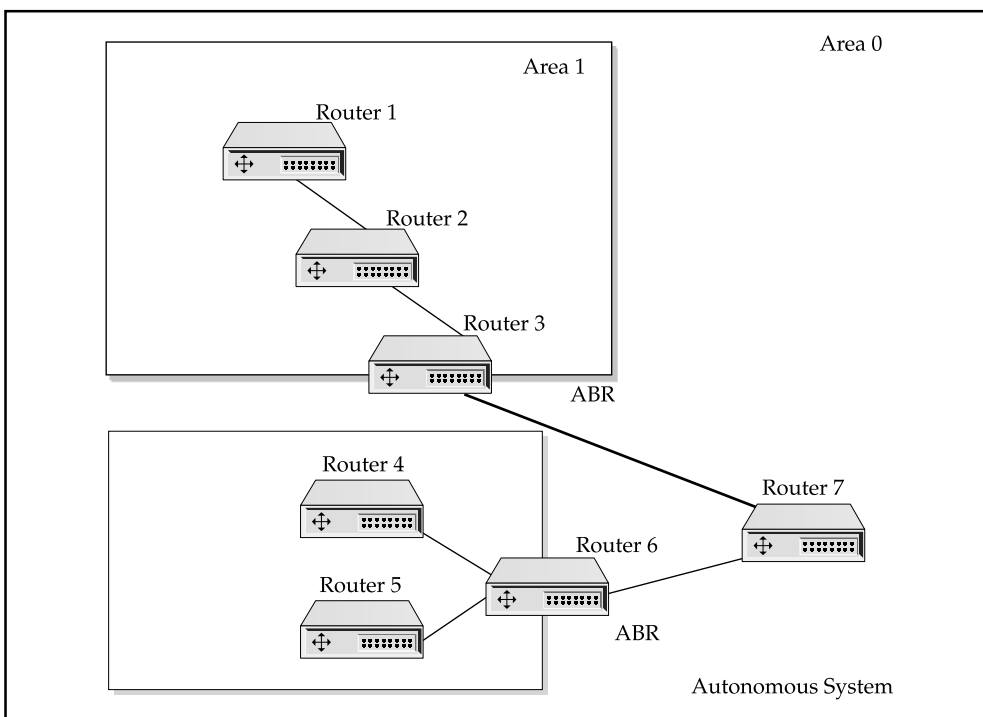 Area 0
Area 1
Router 1
Router 2
Router 3
ABR
Router 4
Router 7
Router 6
Router 5
ABR
Autonomous System